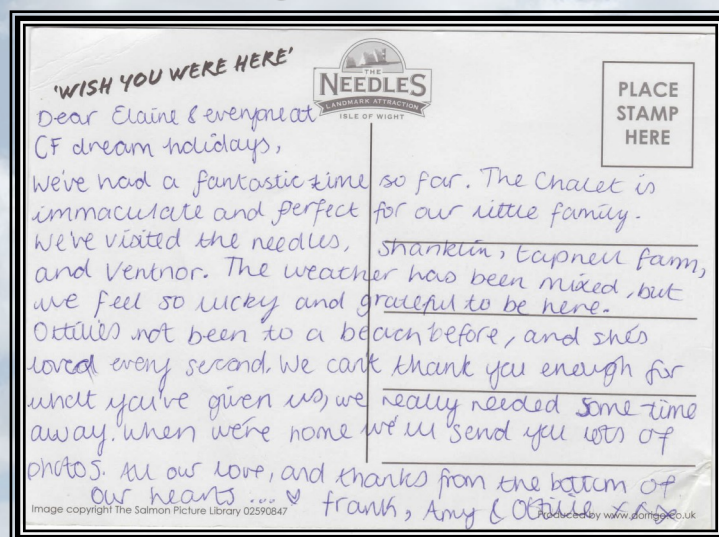 'WISH YOU WERE HERE'
THE
NEEDLES
LANDMARK ATTRACTION
ISLE OF WIGHT
PLACE
STAMP
HERE
Dear Elaine & everyone at
CF dream holidays,
We've had a fantastic time so far. The Chalet is
immaculate and perfect for our little family.
We've visited the needles, Shanklin, tapnell farm,
and Ventnor. The weather has been mixed, but
we feel so lucky and grateful to be here.
Ottilies not been to a beach before, and she's
loved every second. We can't thank you enough for
what you've given us, we really needed some time
away. When we're home we'll send you lots of
photos. All our love, and thanks from the bottom of
our hearts ... ♡ Frank, Amy & Ottilie xxx
Image copyright The Salmon Picture Library 02590847
Produced by www.dorrigo.co.uk